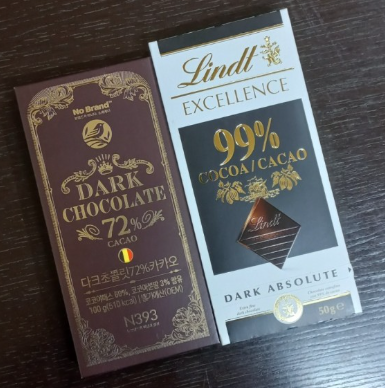 No Brand
DARK
CHOCOLATE
72%
CACAO
다크초콜릿72%카카오
N393
Lindt
EXCELLENCE
99%
COCOA/CACAO
Lindt
DARK ABSOLUTE
50g e